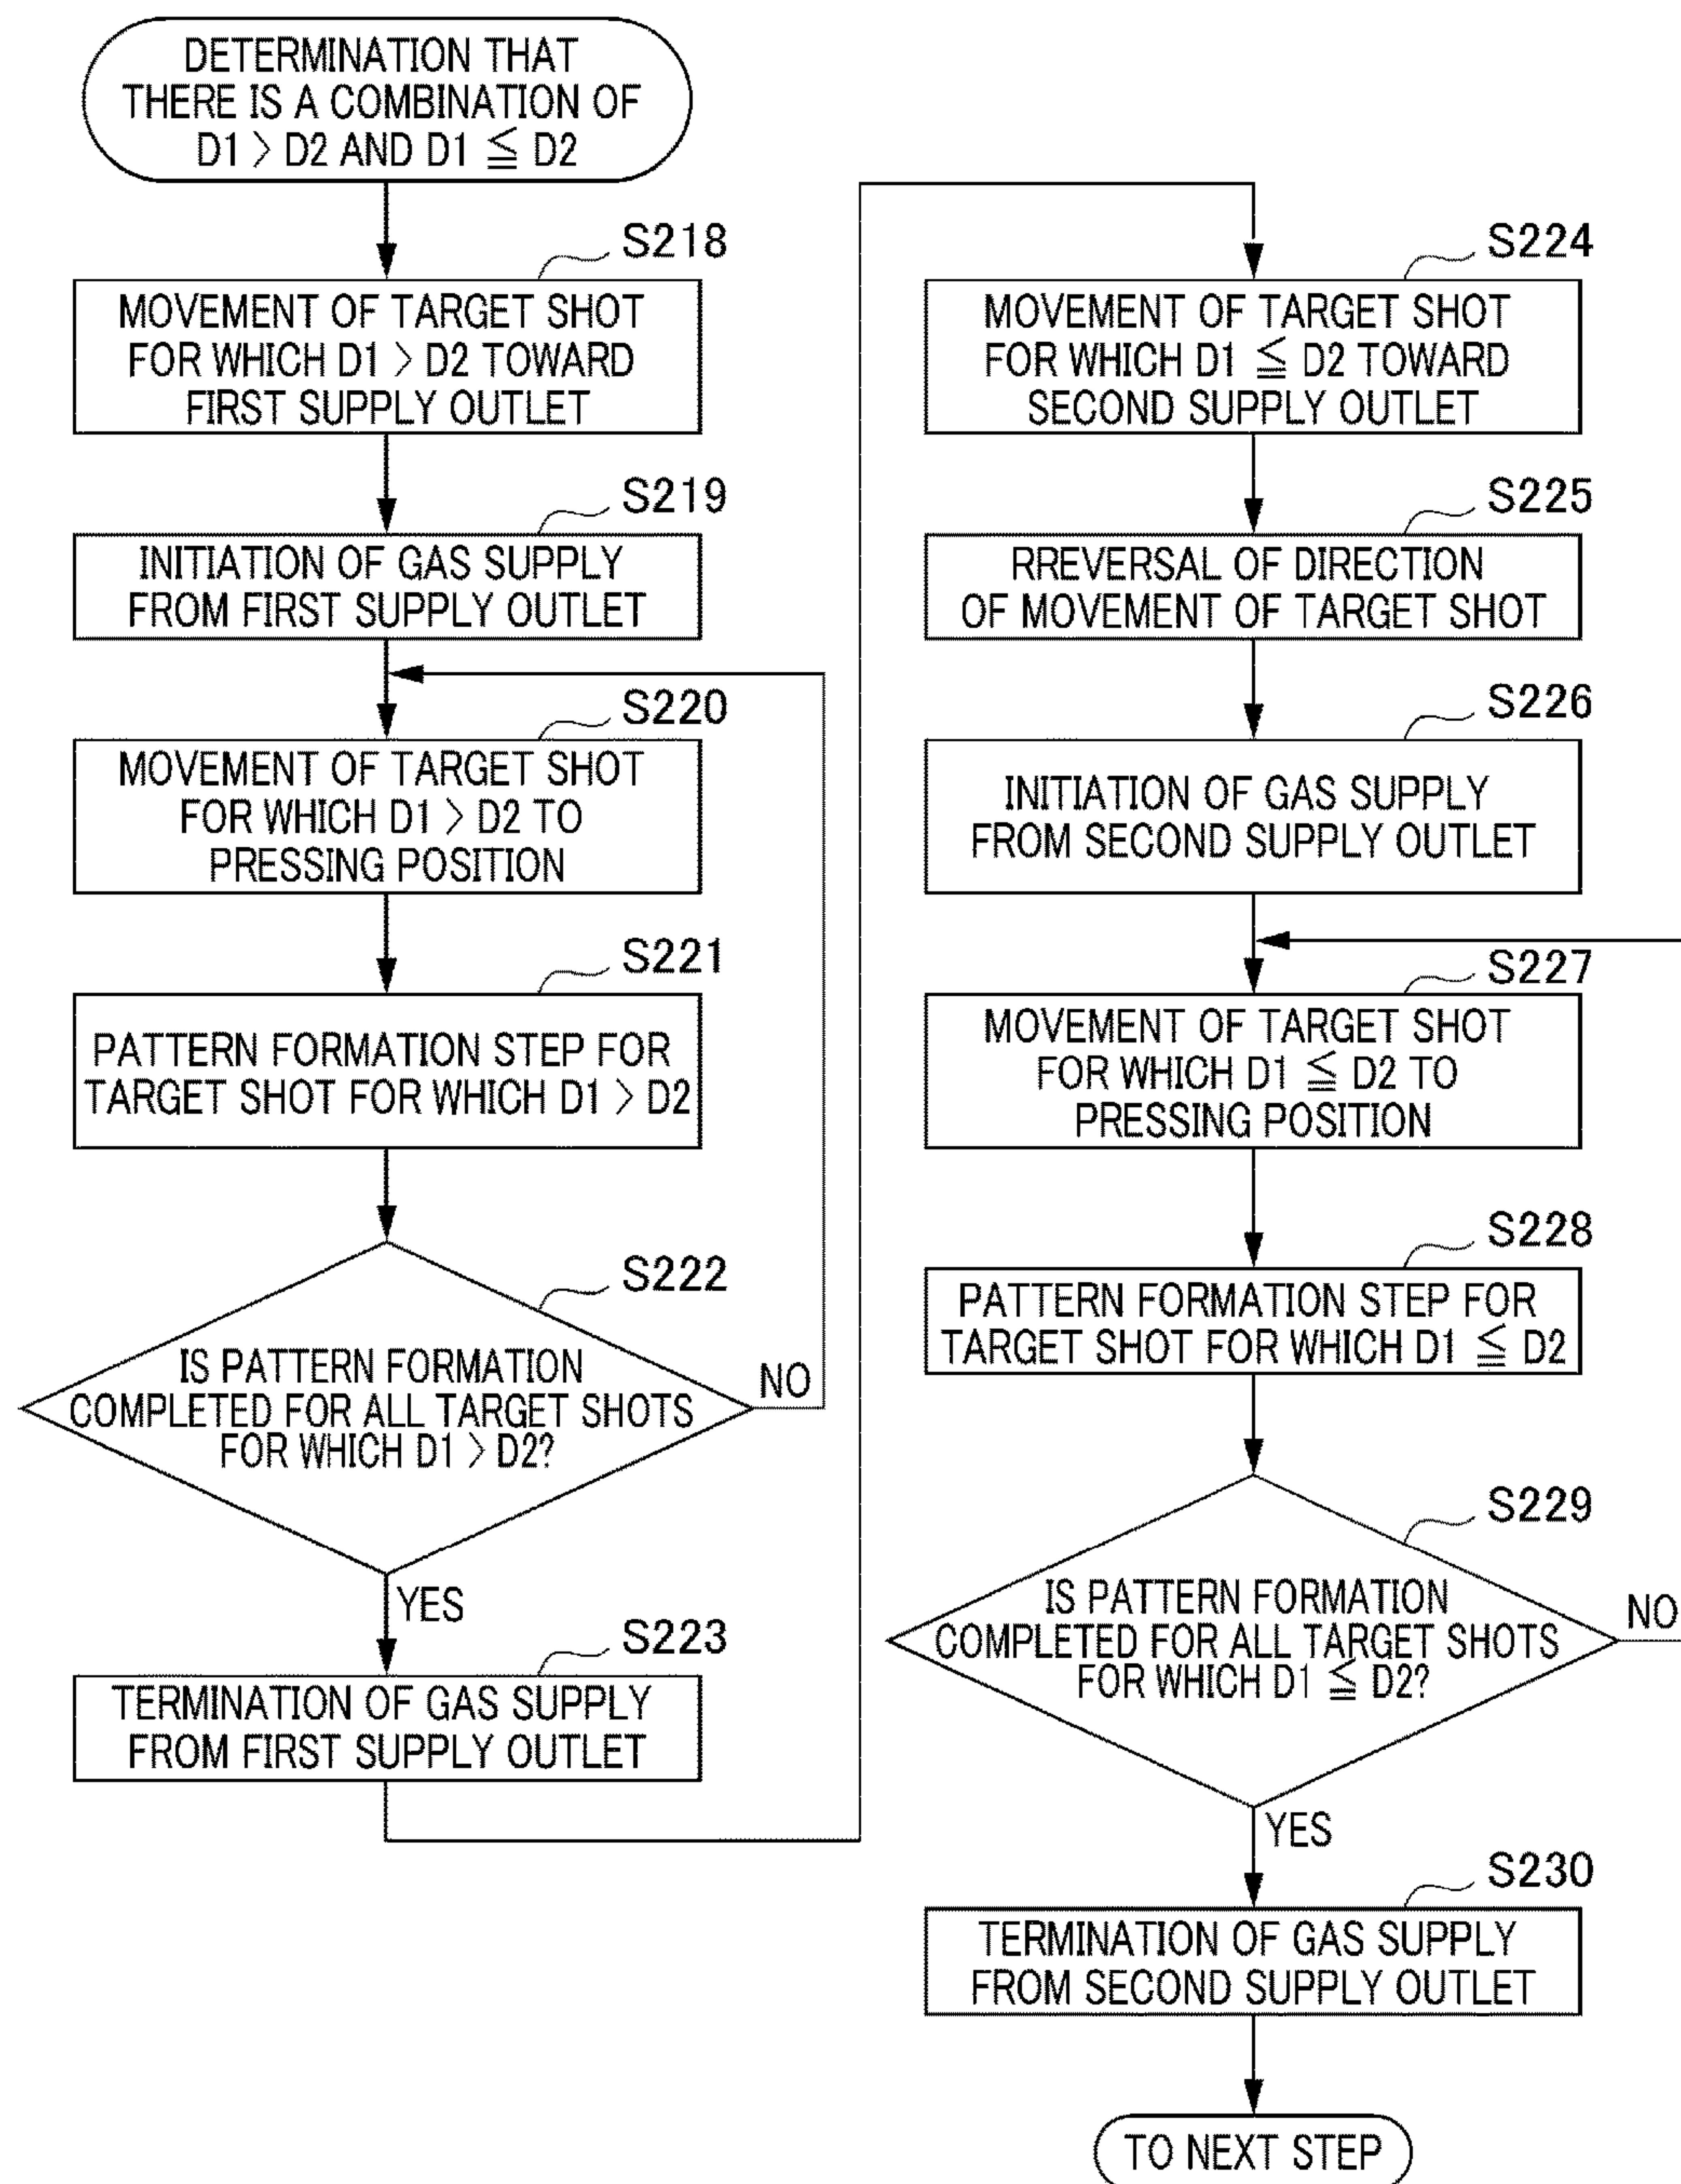 DETERMINATION THAT
THERE IS A COMBINATION OF
D1 > D2 AND D1 ≦ D2
S218
MOVEMENT OF TARGET SHOT
FOR WHICH D1 > D2 TOWARD
FIRST SUPPLY OUTLET
S219
INITIATION OF GAS SUPPLY
FROM FIRST SUPPLY OUTLET
S220
MOVEMENT OF TARGET SHOT
FOR WHICH D1 > D2 TO
PRESSING POSITION
S221
PATTERN FORMATION STEP FOR
TARGET SHOT FOR WHICH D1 > D2
S222
IS PATTERN FORMATION
COMPLETED FOR ALL TARGET SHOTS
FOR WHICH D1 > D2?
NO
YES
S223
TERMINATION OF GAS SUPPLY
FROM FIRST SUPPLY OUTLET
S224
MOVEMENT OF TARGET SHOT
FOR WHICH D1 ≦ D2 TOWARD
SECOND SUPPLY OUTLET
S225
RREVERSAL OF DIRECTION
OF MOVEMENT OF TARGET SHOT
S226
INITIATION OF GAS SUPPLY
FROM SECOND SUPPLY OUTLET
S227
MOVEMENT OF TARGET SHOT
FOR WHICH D1 ≦ D2 TO
PRESSING POSITION
S228
PATTERN FORMATION STEP FOR
TARGET SHOT FOR WHICH D1 ≦ D2
S229
IS PATTERN FORMATION
COMPLETED FOR ALL TARGET SHOTS
FOR WHICH D1 ≦ D2?
NO
YES
S230
TERMINATION OF GAS SUPPLY
FROM SECOND SUPPLY OUTLET
TO NEXT STEP